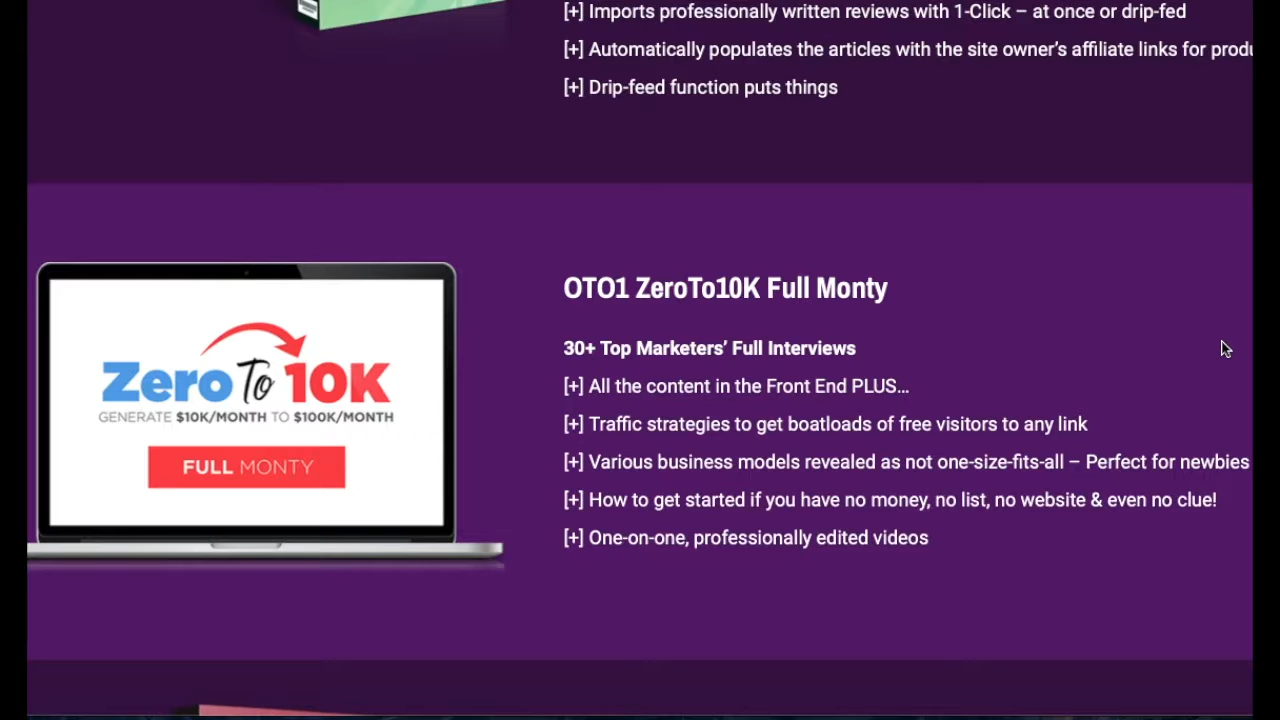 [+] Imports professionally written reviews with 1-Click – at once or drip-fed
[+] Automatically populates the articles with the site owner's affiliate links for
[+] Drip-feed function puts things
OTO1 ZeroTo10K Full Monty
30+ Top Marketers' Full Interviews
[+] All the content in the Front End PLUS...
[+] Traffic strategies to get boatloads of free visitors to any link
[+] Various business models revealed as not one-size-fits-all – Perfect for newbies
[+] How to get started if you have no money, no list, no website & even no clue!
[+] One-on-one, professionally edited videos
Zero To 10K
GENERATE $10K/MONTH TO $100K/MONTH
FULL MONTY